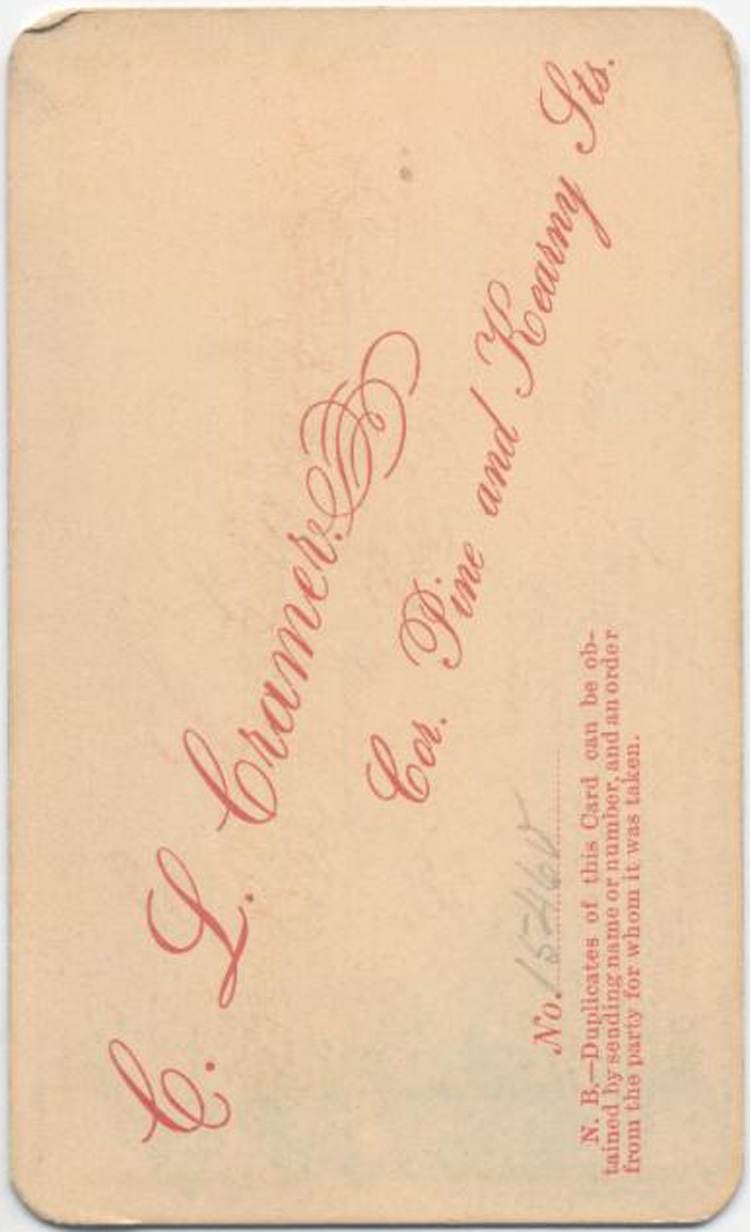 C. L. Cramer.
Cor. Pine and Kearny Sts.
No. 15460
N. B.—Duplicates of this Card can be ob-
tained by sending name or number, and an order
from the party for whom it was taken.